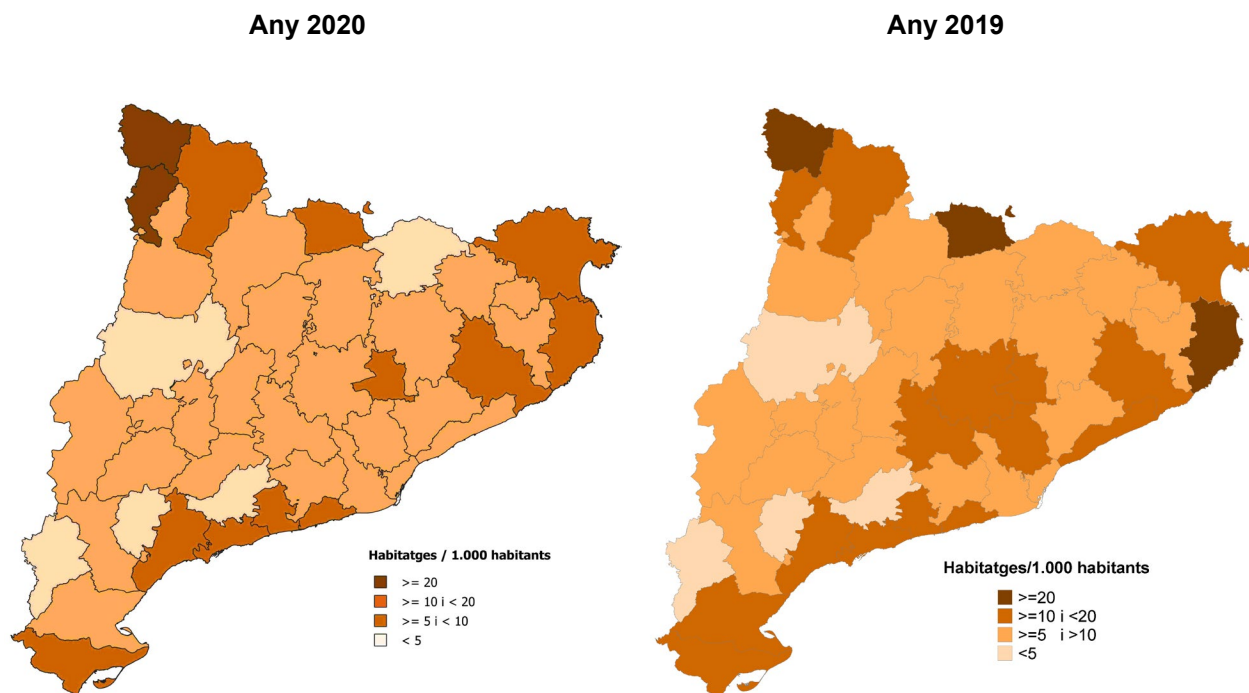 Any 2020
Any 2019
Habitatges / 1.000 habitants
>= 20
>= 10 i < 20
>= 5 i < 10
< 5
Habitatges/1.000 habitants
>=20
>=10 i <20
>=5 i >10
<5